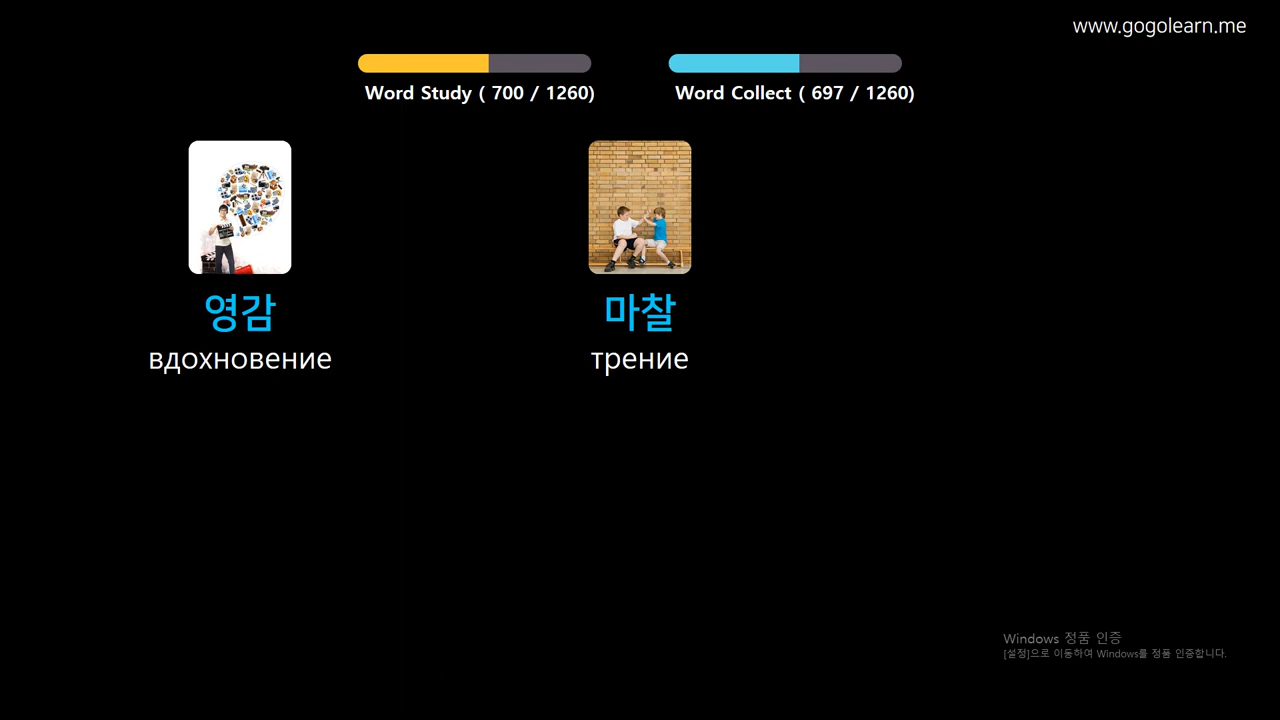 www.gogolearn.me
Word Study ( 700 / 1260)
Word Collect ( 697 / 1260)
영감
вдохновение
마찰
трение
Windows 정품 인증
[설정]으로 이동하여 Windows를 정품 인증합니다.